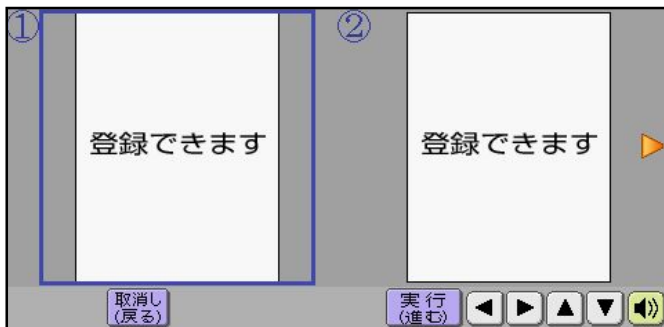 ① ②
登録できます 登録できます
取消し 実行
(戻る) (進む)